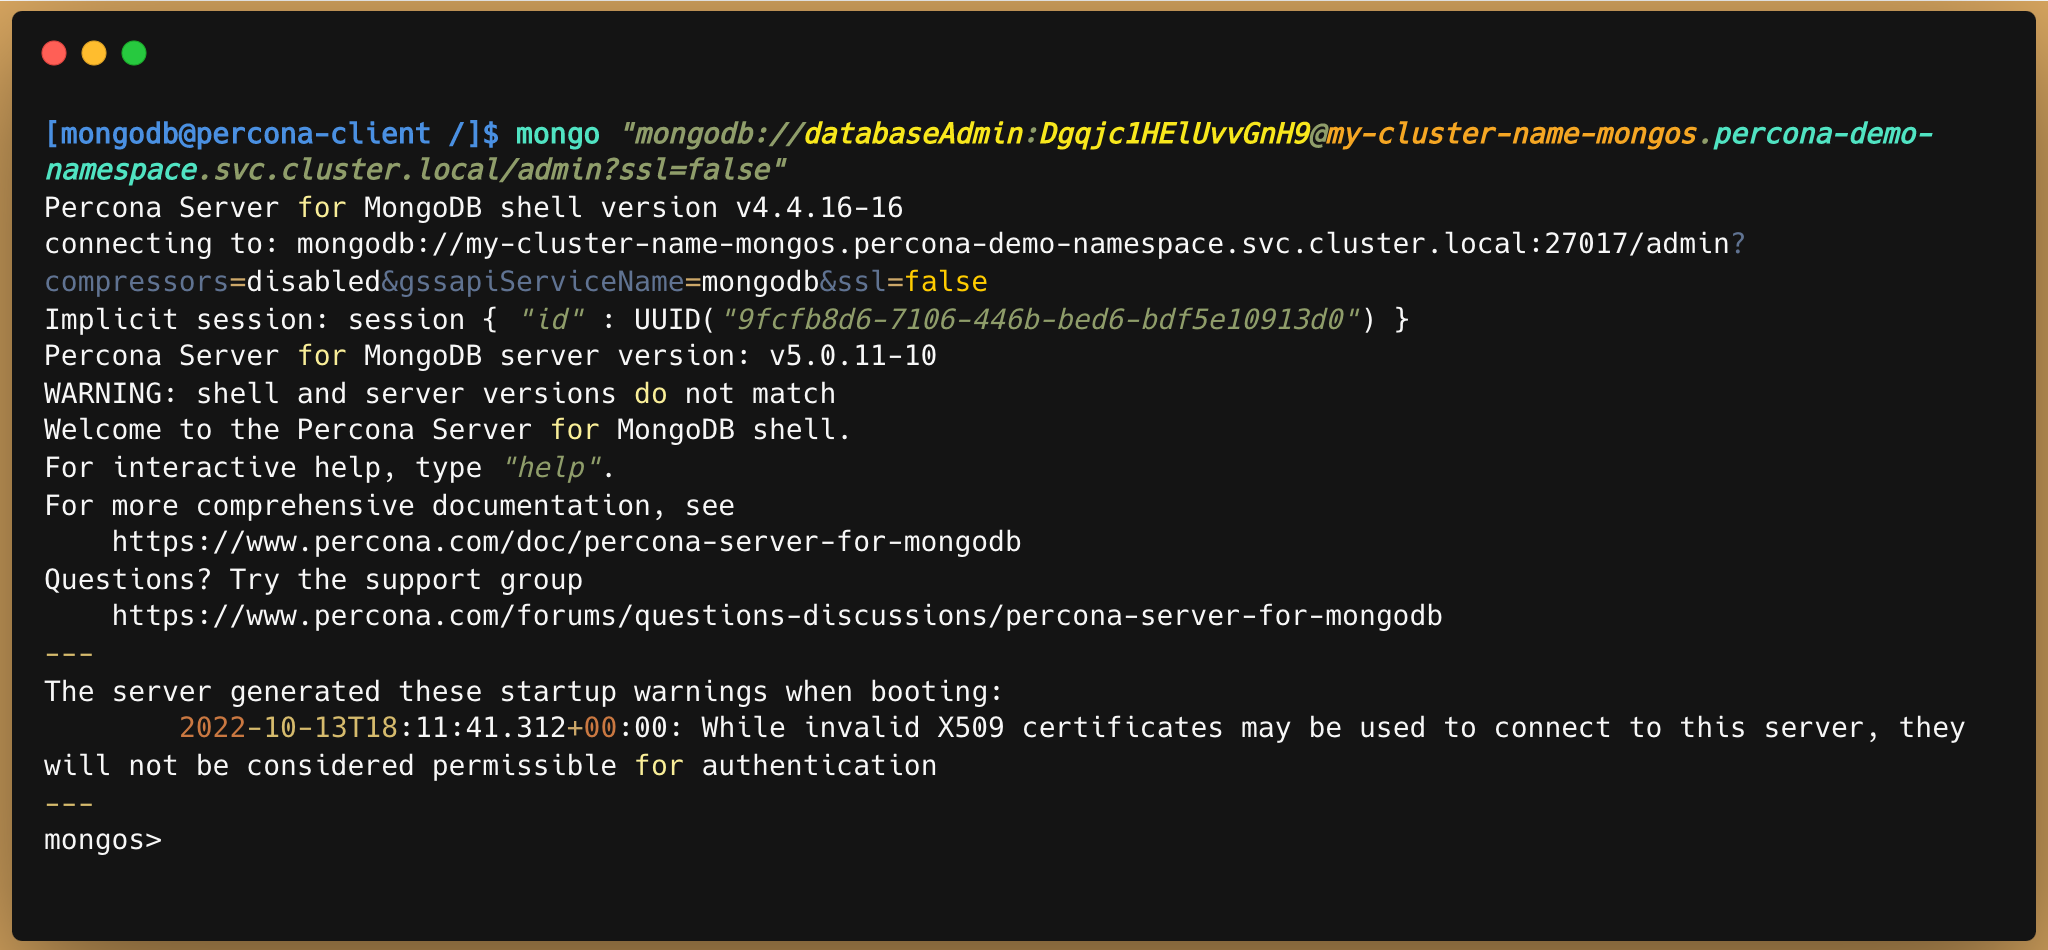 [mongodb@percona-client /]$ mongo "mongodb://databaseAdmin:Dgqjc1HElUvvGnH9@my-cluster-name-mongos.percona-demo-
namespace.svc.cluster.local/admin?ssl=false"
Percona Server for MongoDB shell version v4.4.16-16
connecting to: mongodb://my-cluster-name-mongos.percona-demo-namespace.svc.cluster.local:27017/admin?
compressors=disabled&gssapiServiceName=mongodb&ssl=false
Implicit session: session { "id" : UUID("9fcfb8d6-7106-446b-bed6-bdf5e10913d0") }
Percona Server for MongoDB server version: v5.0.11-10
WARNING: shell and server versions do not match
Welcome to the Percona Server for MongoDB shell.
For interactive help, type "help".
For more comprehensive documentation, see
    https://www.percona.com/doc/percona-server-for-mongodb
Questions? Try the support group
    https://www.percona.com/forums/questions-discussions/percona-server-for-mongodb
---
The server generated these startup warnings when booting:
        2022-10-13T18:11:41.312+00:00: While invalid X509 certificates may be used to connect to this server, they
will not be considered permissible for authentication
---
mongos>